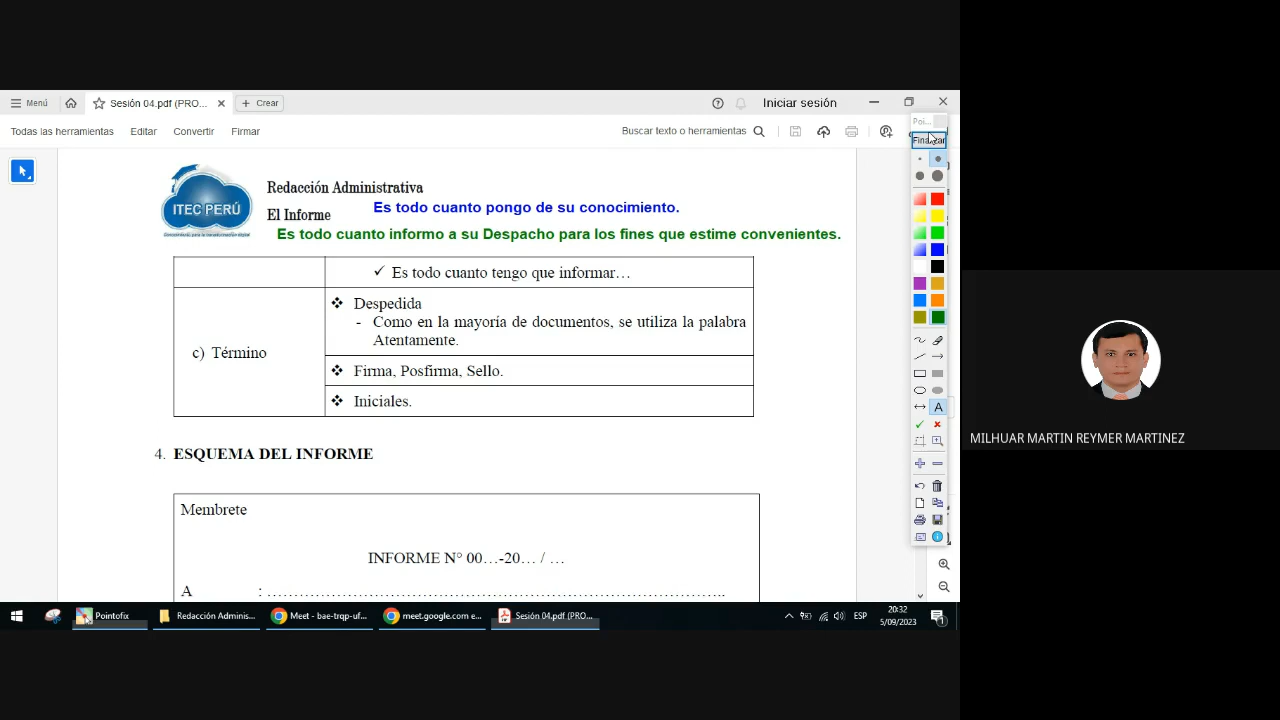 Menú
Sesión 04.pdf (PRO...
Crear
Iniciar sesión
Todas las herramientas
Editar
Convertir
Firmar
Buscar texto o herramientas
Poi...
Finalizar
ITEC PERÚ
Redacción Administrativa
El Informe
Es todo cuanto pongo de su conocimiento.
Es todo cuanto informo a su Despacho para los fines que estime convenientes.
✓ Es todo cuanto tengo que informar…
c) Término
❖ Despedida
- Como en la mayoría de documentos, se utiliza la palabra
Atentamente.
❖ Firma, Posfirma, Sello.
❖ Iniciales.
4. ESQUEMA DEL INFORME
Membrete
INFORME N° 00…-20… / …
A : …………………………………………………………………………..
A
MILHUAR MARTIN REYMER MARTINEZ
Pointofix
Redacción Adminis...
Meet - bae-trqp-uf...
meet.google.com e...
Sesión 04.pdf (PRO...
ESP
20:32
5/09/2023
1